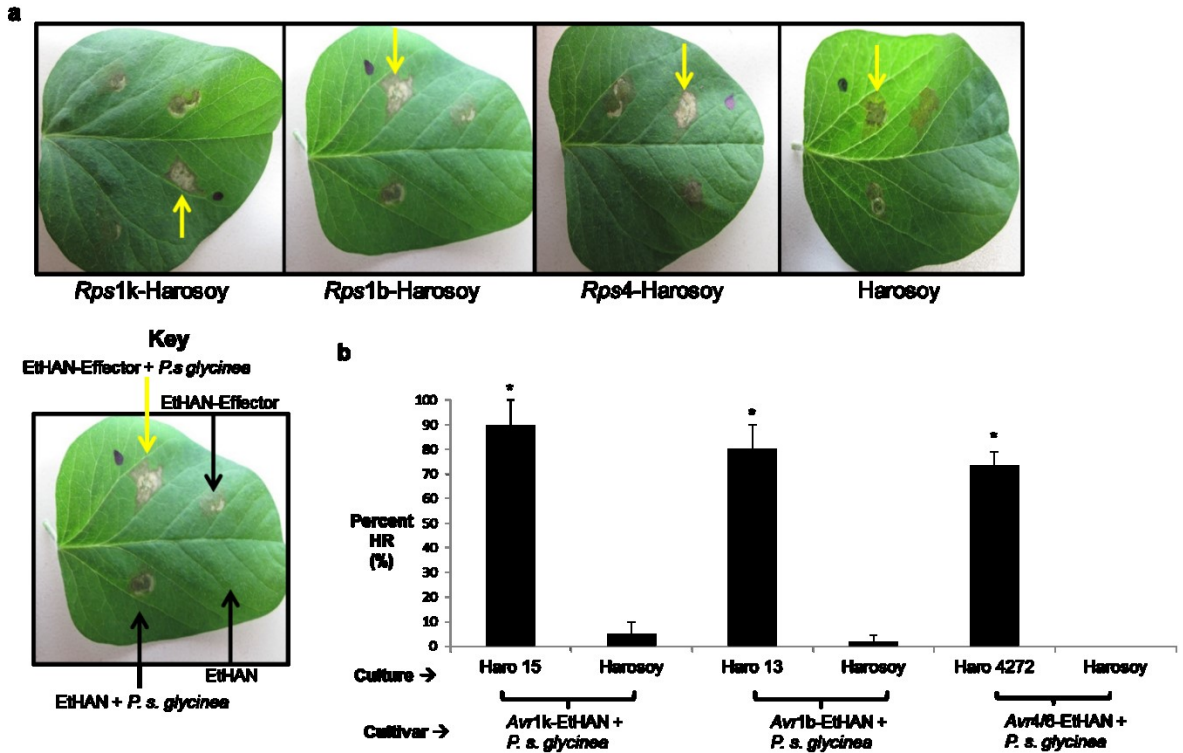 a
Rps1k-Harosoy
Rps1b-Harosoy
Rps4-Harosoy
Harosoy
Key
EtHAN-Effector + P.s glycinea
EtHAN-Effector
EtHAN
EtHAN + P. s. glycinea
b
Percent
HR
(%)
100
90
80
70
60
50
40
30
20
10
0
*
*
*
Culture →
Haro 15
Harosoy
Haro 13
Harosoy
Haro 4272
Harosoy
Cultivar →
Avr1k-EtHAN +
P. s. glycinea
Avr1b-EtHAN +
P. s. glycinea
Avr4/6-EtHAN +
P. s. glycinea